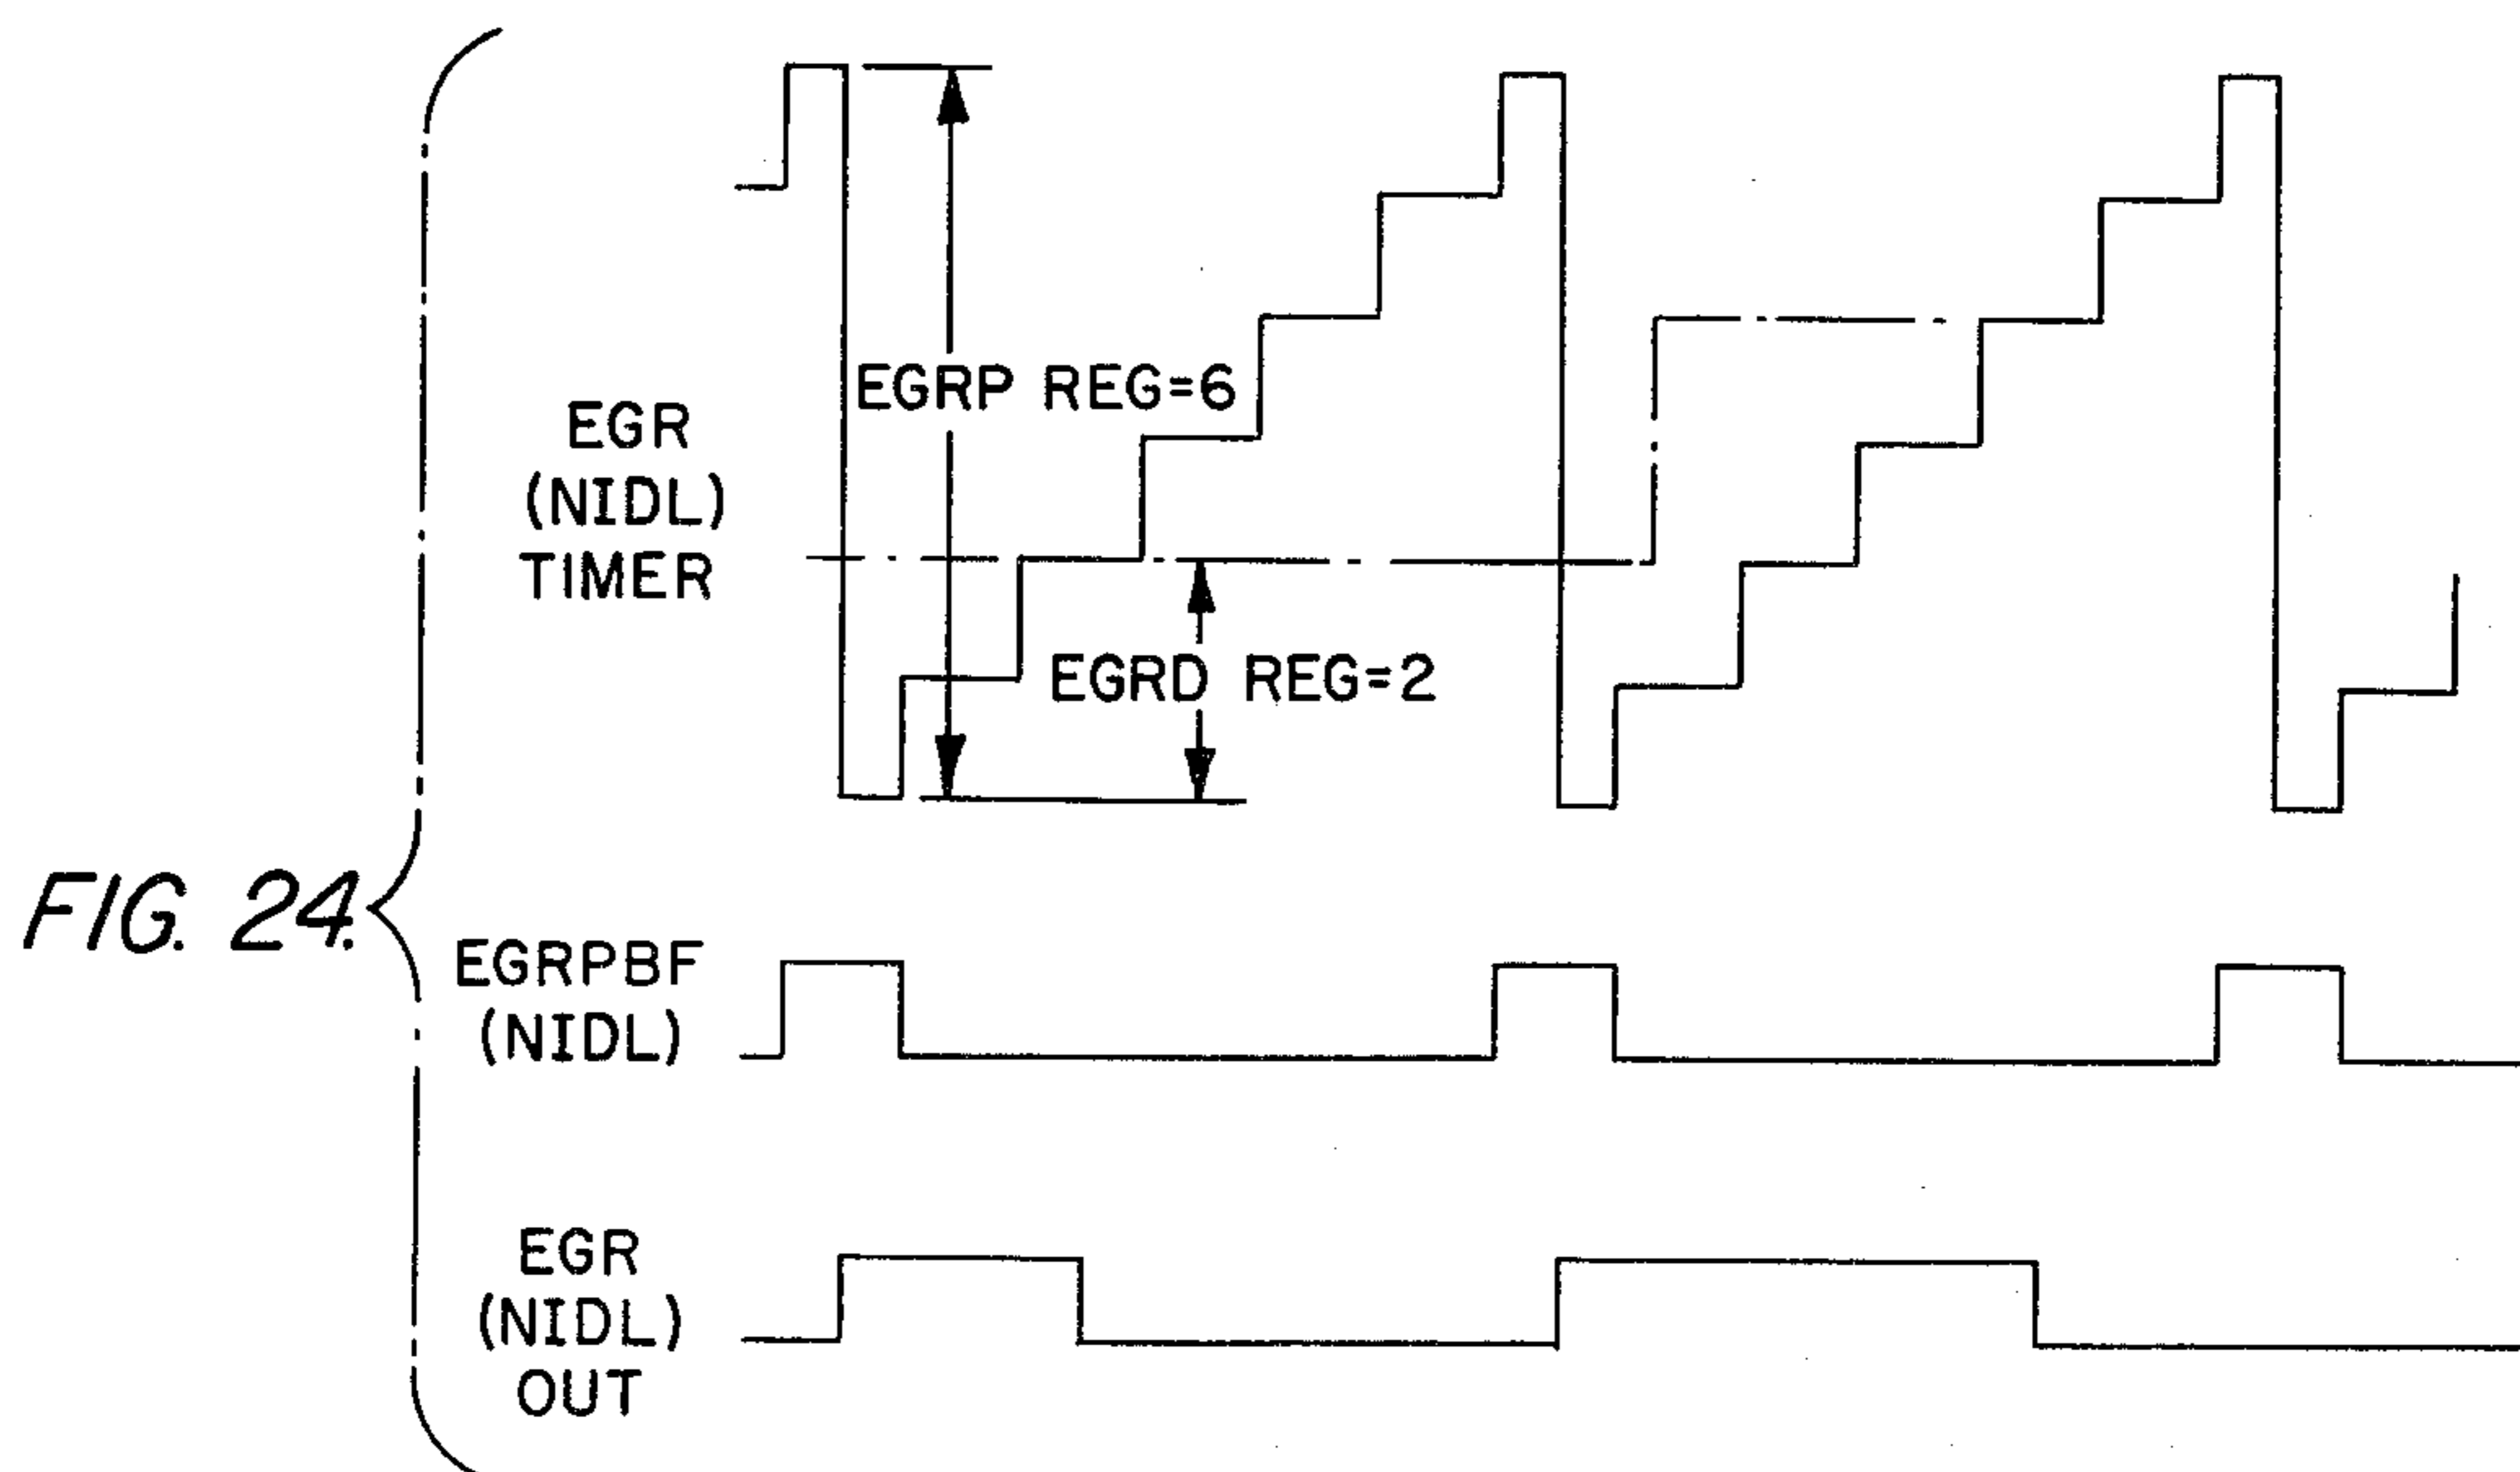 EGR
(NIDL)
TIMER
EGRP REG=6
EGRD REG=2
FIG. 24.
EGRPBF
(NIDL)
EGR
(NIDL)
OUT